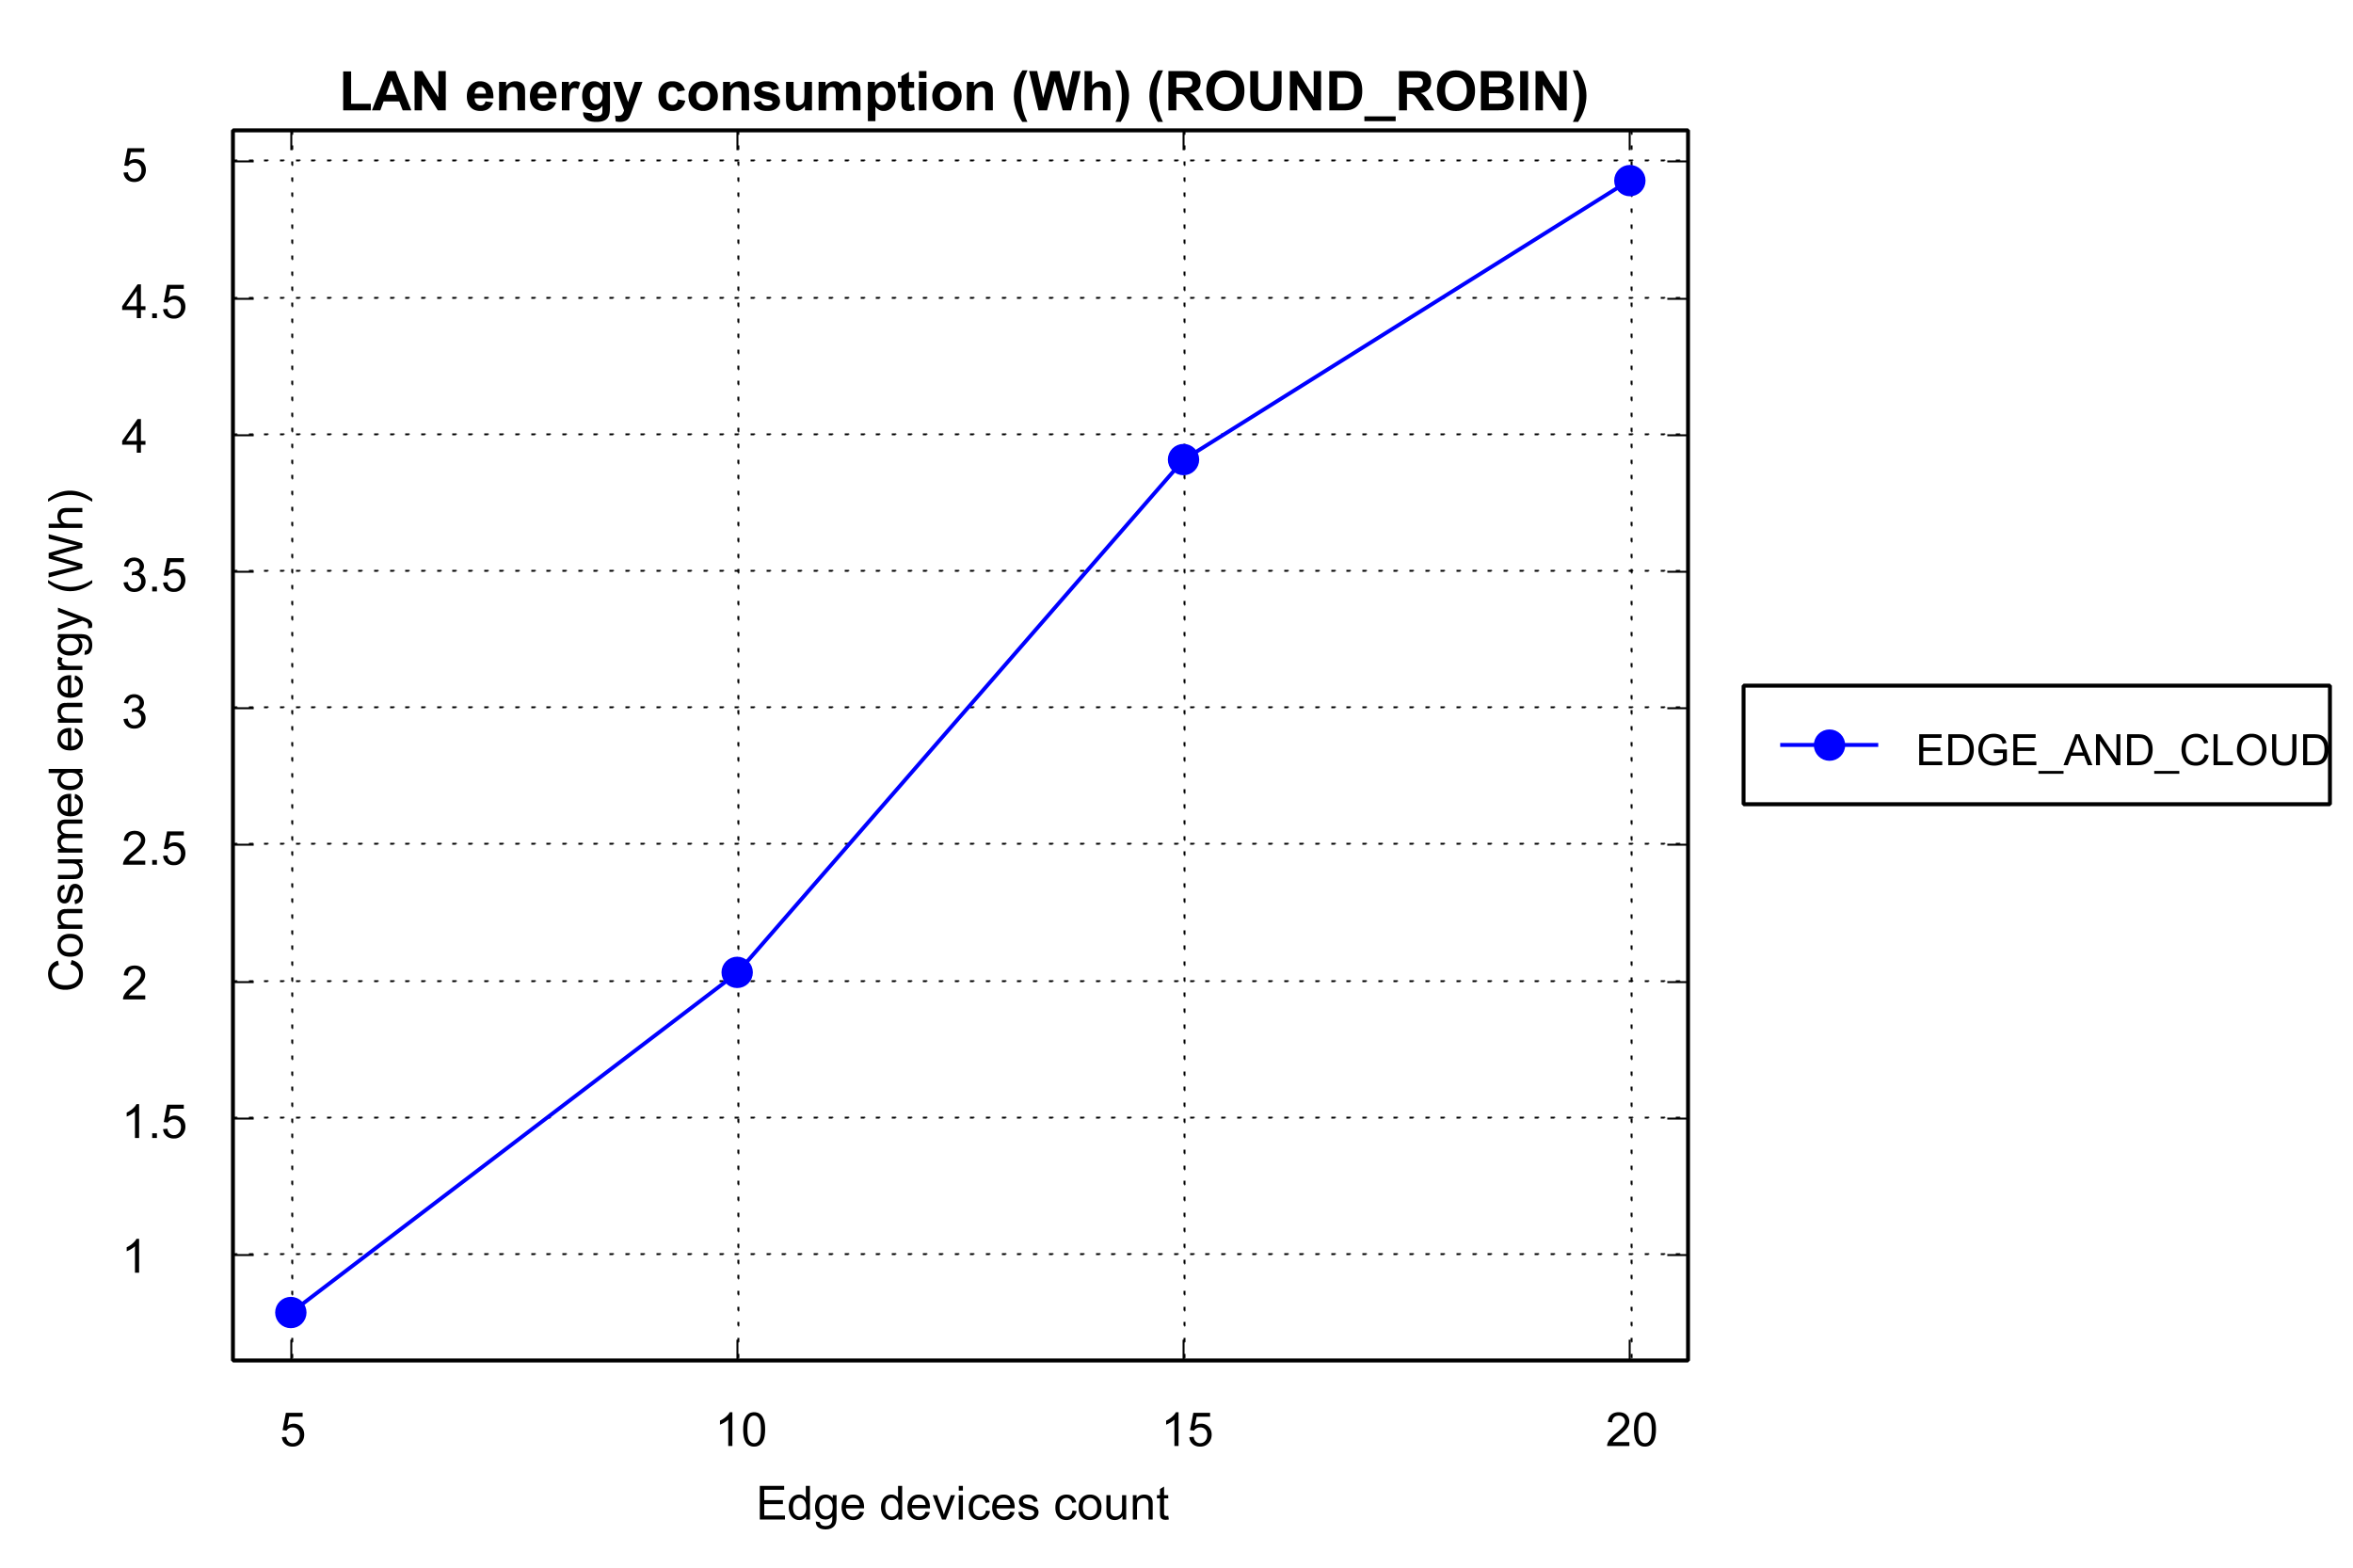 LAN energy consumption (Wh) (ROUND_ROBIN)
5
4.5
4
3.5
3
2.5
2
1.5
1
Consumed energy (Wh)
EDGE_AND_CLOUD
5 10 15 20
Edge devices count